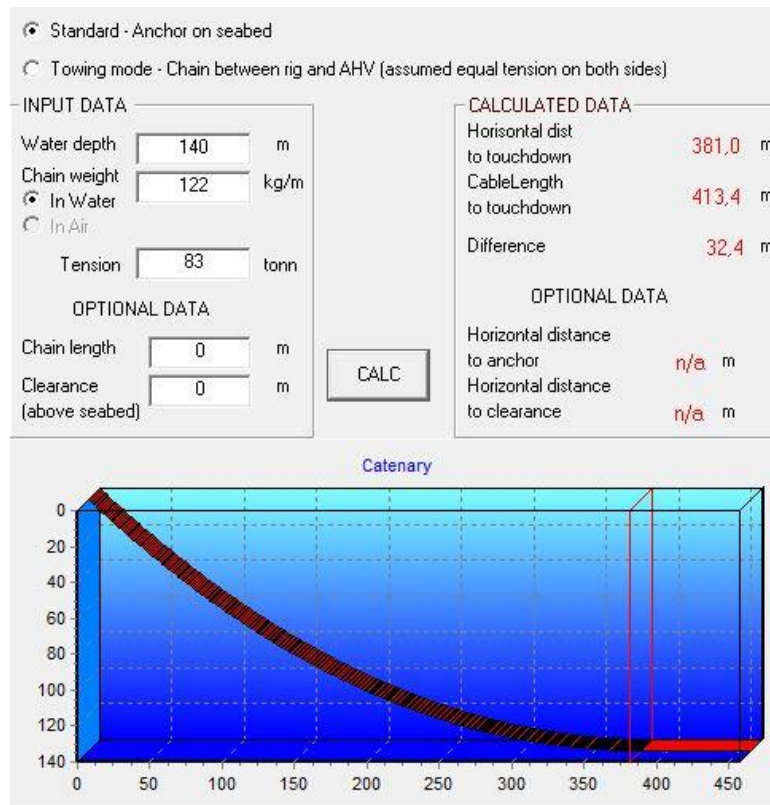 Standard - Anchor on seabed
Towing mode - Chain between rig and AHV (assumed equal tension on both sides)
INPUT DATA
Water depth 140 m
Chain weight 122 kg/m
In Water
In Air
Tension 83 tonn
OPTIONAL DATA
Chain length 0 m
Clearance 0 m
(above seabed)
CALC
CALCULATED DATA
Horisontal dist
to touchdown 381,0 m
CableLength
to touchdown 413,4 m
Difference 32,4 m
OPTIONAL DATA
Horizontal distance
to anchor n/a m
Horizontal distance
to clearance n/a m
Catenary
0
20
40
60
80
100
120
140
0 50 100 150 200 250 300 350 400 450